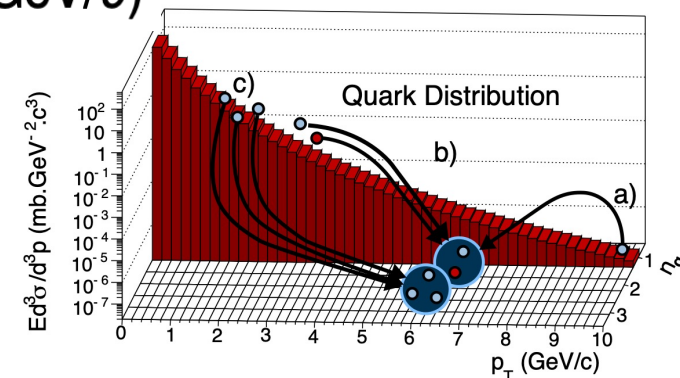 GeV/c)
c)
Quark Distribution
b)
a)
Ed³σ/d³p (mb.GeV⁻².c³)
10²
10
1
10⁻¹
10⁻²
10⁻³
10⁻⁴
10⁻⁵
10⁻⁶
10⁻⁷
0 1 2 3 4 5 6 7 8 9 10
1
2
3
p_T (GeV/c)